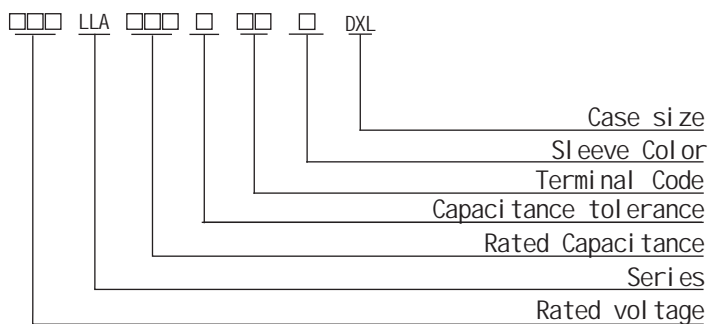 □□□ LLA □□□ □ □□ □ DXL
Case size
Sleeve Color
Terminal Code
Capacitance tolerance
Rated Capacitance
Series
Rated voltage